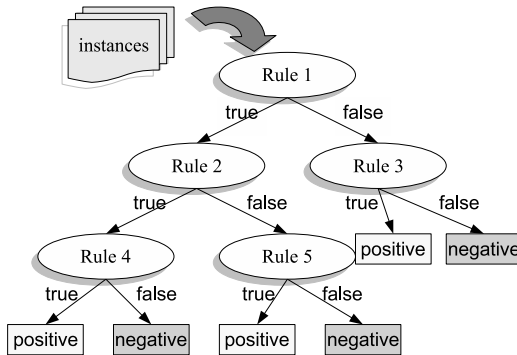 instances
Rule 1
true false
Rule 2 Rule 3
true false true false
positive negative
Rule 4 Rule 5
true false true false
positive negative positive negative